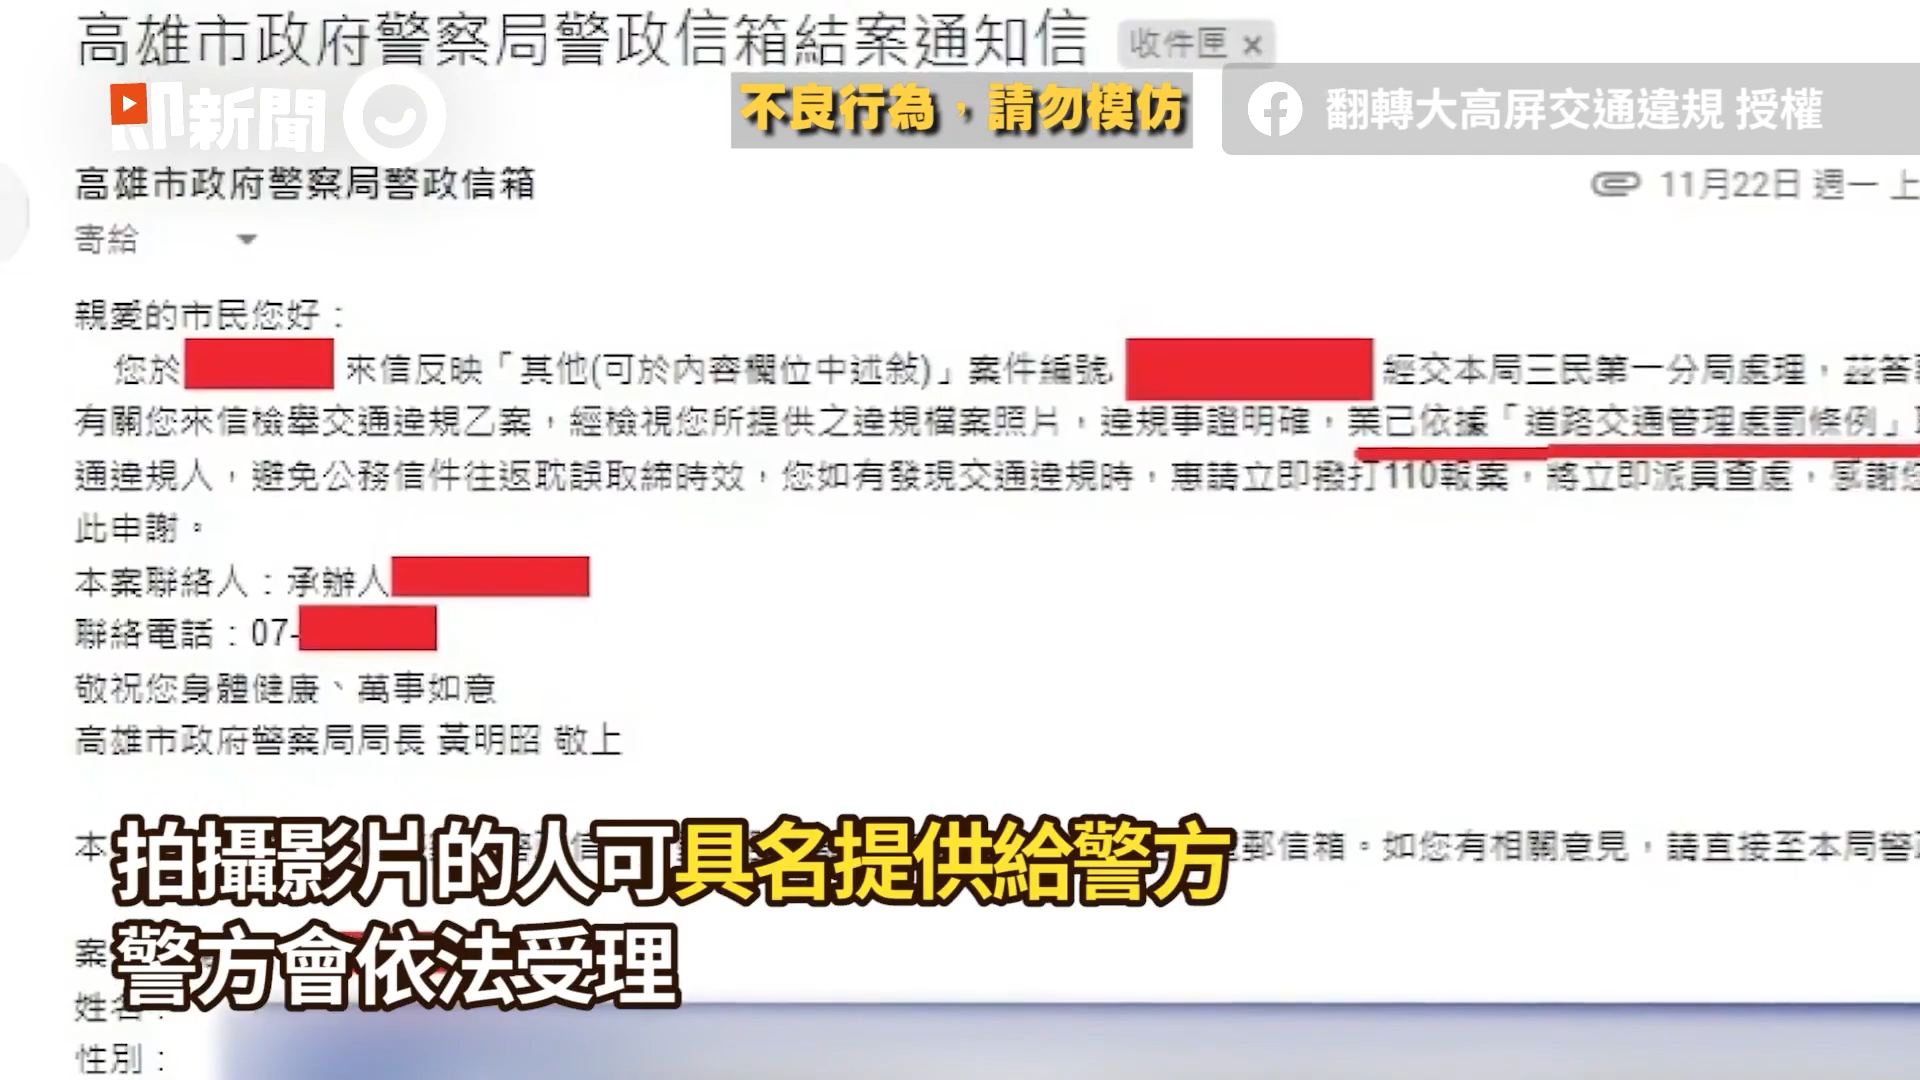 高雄市政府警察局警政信箱結案通知信 收件匣 ×
即新聞
不良行為，請勿模仿
翻轉大高屏交通違規 授權
高雄市政府警察局警政信箱
11月22日 週一 上
寄給
親愛的市民您好：
您於 來信反映「其他(可於內容欄位中述敘)」案件編號 經交本局三民第一分局處理，茲答
有關您來信檢舉交通違規乙案，經檢視您所提供之違規檔案照片，違規事證明確，業已依據「道路交通管理處罰條例」
通違規人，避免公務信件往返耽誤取締時效，您如有發現交通違規時，惠請立即撥打110報案，將立即派員查處，感謝您
此申謝。
本案聯絡人：承辦人
聯絡電話：07-
敬祝您身體健康、萬事如意
高雄市政府警察局局長 黃明昭 敬上
本 郵信箱。如您有相關意見，請直接至本局警
拍攝影片的人可具名提供給警方
警方會依法受理
案
姓名：
性別：